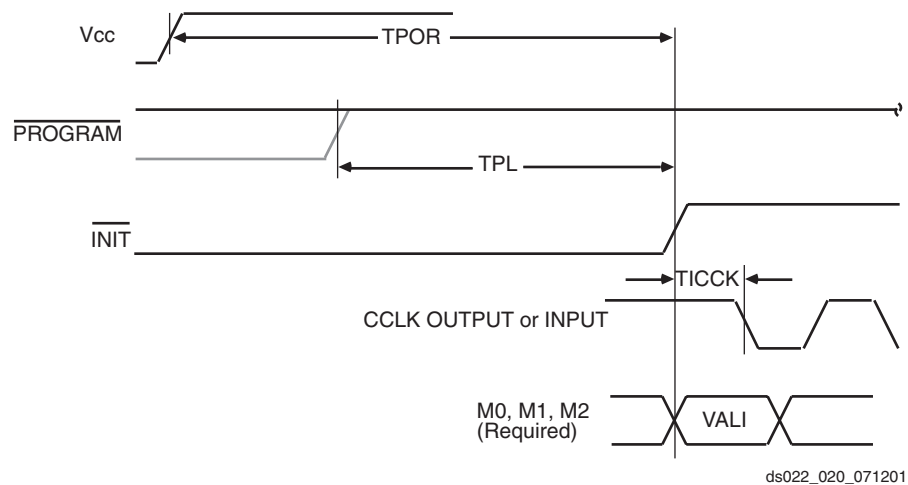 Vcc
TPOR
PROGRAM
TPL
INIT
TICCK
CCLK OUTPUT or INPUT
M0, M1, M2
(Required)
VALI
ds022_020_071201